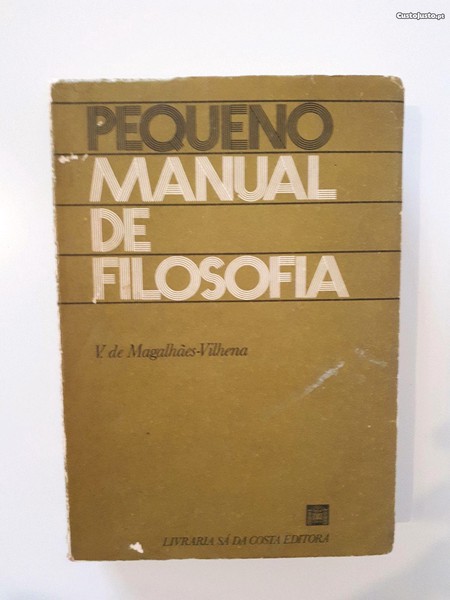 CustoJusto.pt
PEQUENO
MANUAL
DE
FILOSOFIA
V. de Magalhães-Vilhena
LIVRARIA SÁ DA COSTA EDITORA